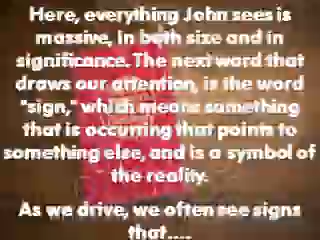 Here, everything John sees is
massive, in both size and in
significance. The next word that
draws our attention, is the word
"sign," which means something
that is occurring that points to
something else, and is a symbol of
the reality.
As we drive, we often see signs
that....